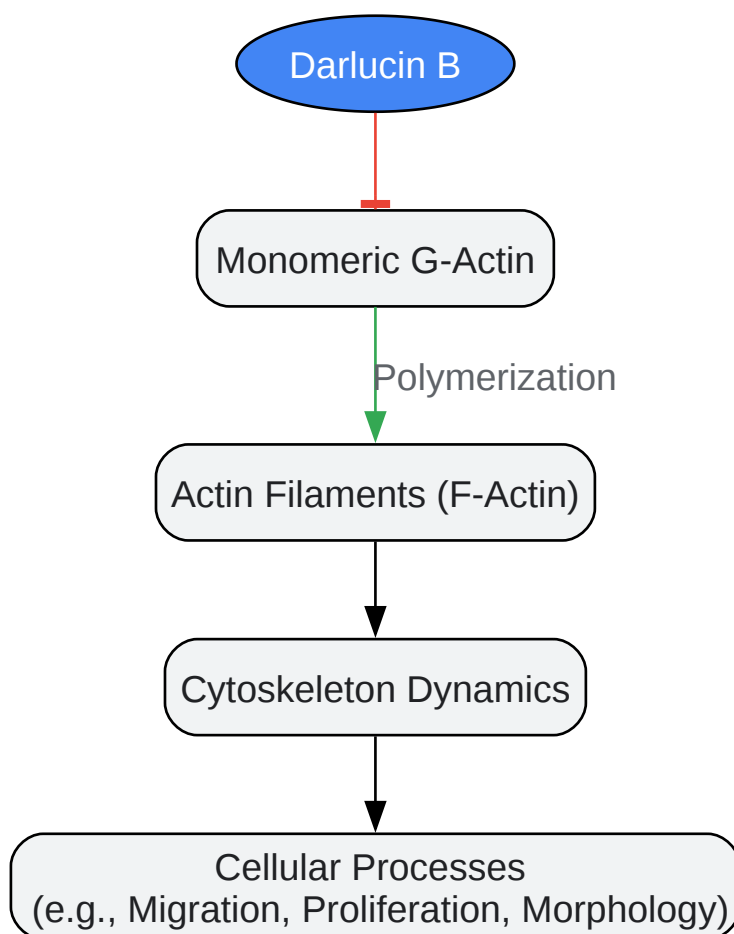 Darlucin B
Monomeric G-Actin
Polymerization
Actin Filaments (F-Actin)
Cytoskeleton Dynamics
Cellular Processes
(e.g., Migration, Proliferation, Morphology)